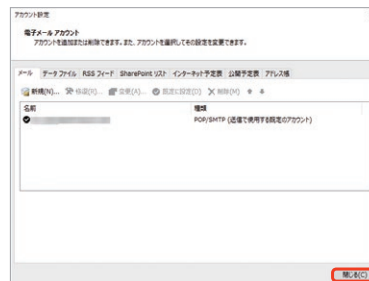 アカウント設定
電子メール アカウント
アカウントを追加または削除できます。また、アカウントを選択してその設定を変更できます。
メール データ ファイル RSS フィード SharePoint リスト インターネット予定表 公開予定表 アドレス帳
新規(N)... 修復(R)... 変更(A)... 既定に設定(D) 削除(M)
名前 種類
POP/SMTP (送信で使用する既定のアカウント)
閉じる(C)